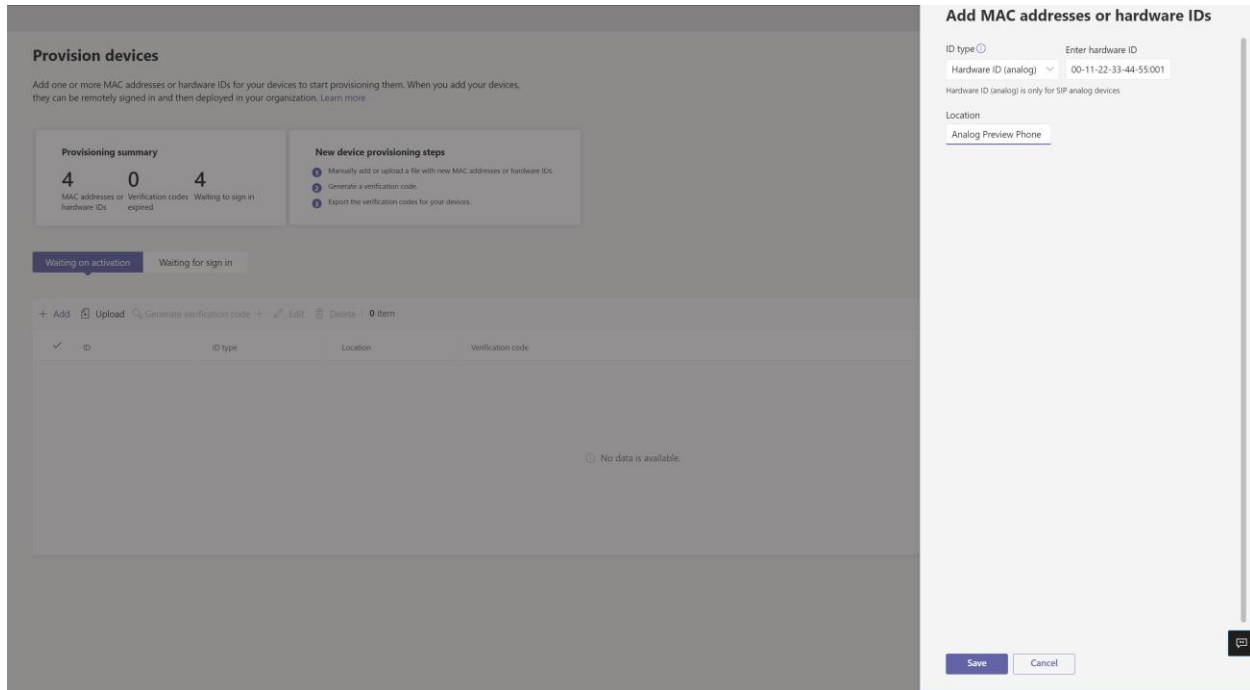 Provision devices
Add one or more MAC addresses or hardware IDs for your devices to start provisioning them. When you add your devices,
they can be remotely signed in and then deployed in your organization. Learn more
Provisioning summary
4
0
4
MAC addresses or
hardware IDs
Verification codes
expired
Waiting to sign in
New device provisioning steps
1 Manually add or upload a file with new MAC addresses or hardware IDs.
2 Generate a verification code.
3 Export the verification codes for your devices.
Waiting on activation
Waiting for sign in
+ Add Upload Generate verification code + Edit Delete 0 item
ID ID type Location Verification code
No data is available.
Add MAC addresses or hardware IDs
ID type Enter hardware ID
Hardware ID (analog) 00-11-22-33-44-55:001
Hardware ID (analog) is only for SIP analog devices
Location
Analog Preview Phone
Save Cancel